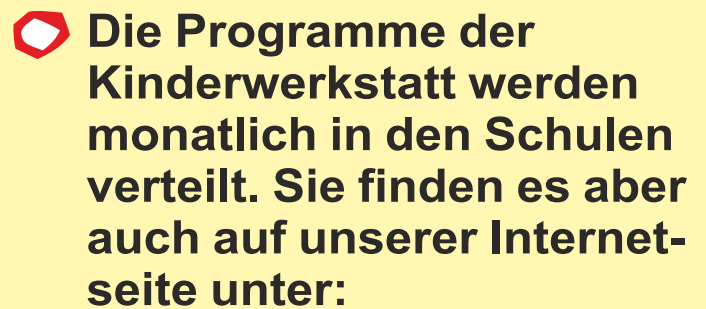 Die Programme der
Kinderwerkstatt werden
monatlich in den Schulen
verteilt. Sie finden es aber
auch auf unserer Internet-
seite unter: